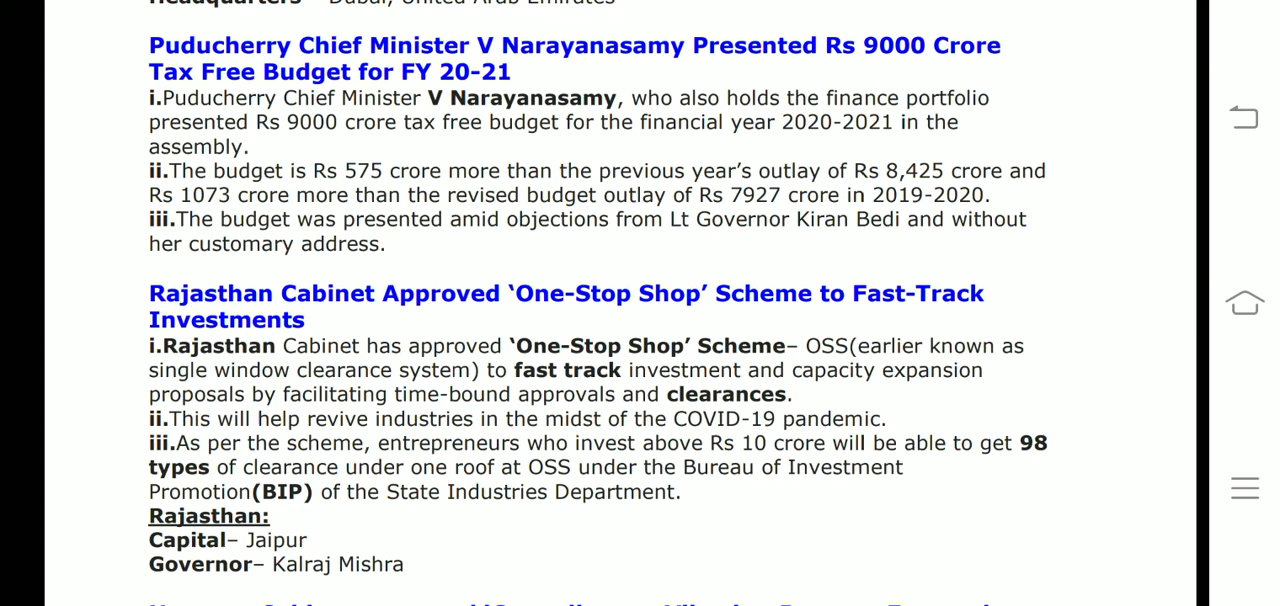 Headquarters – Dubai, United Arab Emirates
Puducherry Chief Minister V Narayanasamy Presented Rs 9000 Crore
Tax Free Budget for FY 20-21
i.Puducherry Chief Minister V Narayanasamy, who also holds the finance portfolio
presented Rs 9000 crore tax free budget for the financial year 2020-2021 in the
assembly.
ii.The budget is Rs 575 crore more than the previous year’s outlay of Rs 8,425 crore and
Rs 1073 crore more than the revised budget outlay of Rs 7927 crore in 2019-2020.
iii.The budget was presented amid objections from Lt Governor Kiran Bedi and without
her customary address.
Rajasthan Cabinet Approved ‘One-Stop Shop’ Scheme to Fast-Track
Investments
i.Rajasthan Cabinet has approved ‘One-Stop Shop’ Scheme– OSS(earlier known as
single window clearance system) to fast track investment and capacity expansion
proposals by facilitating time-bound approvals and clearances.
ii.This will help revive industries in the midst of the COVID-19 pandemic.
iii.As per the scheme, entrepreneurs who invest above Rs 10 crore will be able to get 98
types of clearance under one roof at OSS under the Bureau of Investment
Promotion(BIP) of the State Industries Department.
Rajasthan:
Capital– Jaipur
Governor– Kalraj Mishra